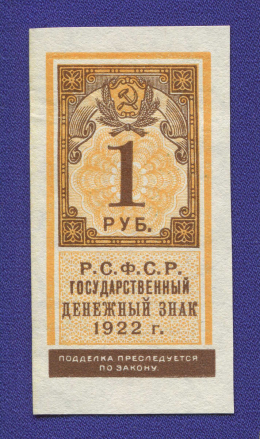 1
РУБ.
Р.С.Ф.С.Р.
ГОСУДАРСТВЕННЫЙ
ДЕНЕЖНЫЙ ЗНАК
1922 г.
ПОДДЕЛКА ПРЕСЛЕДУЕТСЯ
ПО ЗАКОНУ.